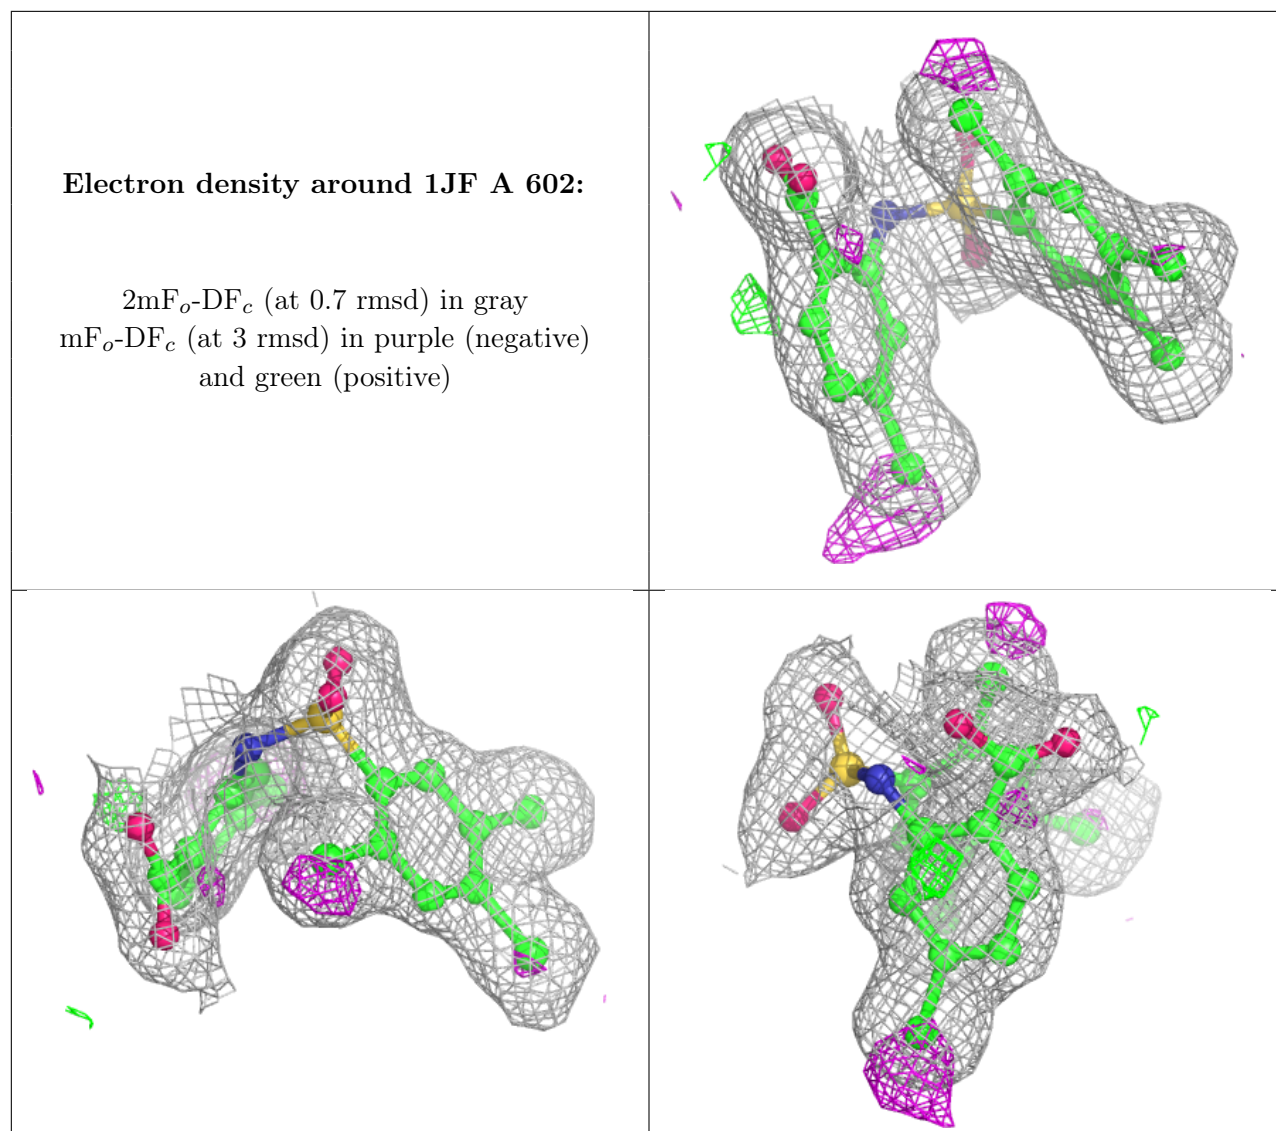 Electron density around 1JF A 602:
2mFo-DFc (at 0.7 rmsd) in gray
mFo-DFc (at 3 rmsd) in purple (negative)
and green (positive)